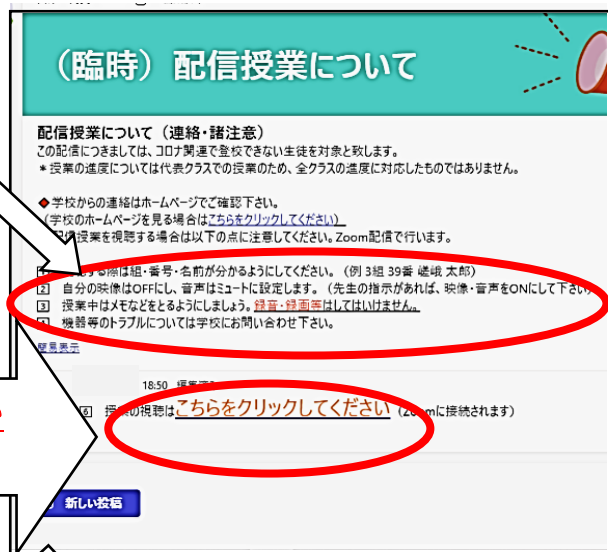 (臨時）配信授業について
配信授業について（連絡・諸注意）
この配信につきましては、コロナ関連で登校できない生徒を対象と致します。
＊授業の進度については代表クラスでの授業のため、全クラスの進度に対応したものではありません。
◆学校からの連絡はホームページでご確認下さい。
（学校のホームページを見る場合はこちらをクリックしてください）
配信授業を視聴する場合は以下の点に注意してください。Zoom配信で行います。
する際は組・番号・名前が分かるようにしてください。（例 3組 39番 嵯峨 太郎）
2 自分の映像はOFFにし、音声はミュートに設定します。（先生の指示があれば、映像・音声をONにして下さい）
3 授業中はメモなどをとるようにしましょう。録音・録画等はしてはいけません。
機器等のトラブルについては学校にお問い合わせ下さい。
簡易表示
18:50
6 授業の視聴はこちらをクリックしてください（Zoomに接続されます）
新しい投稿